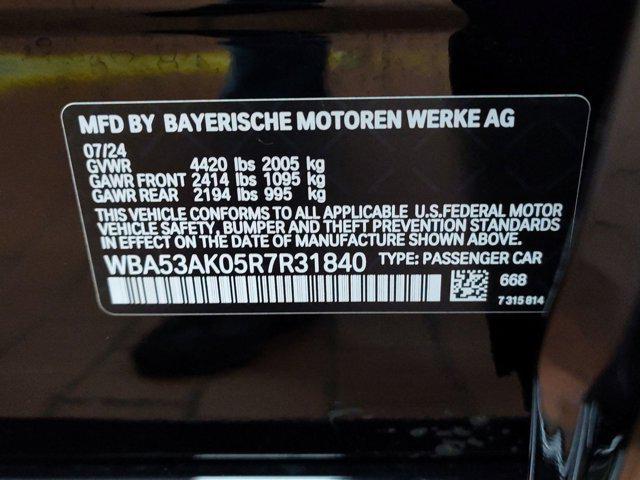 MFD BY BAYERISCHE MOTOREN WERKE AG
07/24
GVWR 4420 lbs 2005 kg
GAWR FRONT 2414 lbs 1095 kg
GAWR REAR 2194 lbs 995 kg
THIS VEHICLE CONFORMS TO ALL APPLICABLE U.S.FEDERAL MOTOR
VEHICLE SAFETY, BUMPER AND THEFT PREVENTION STANDARDS
IN EFFECT ON THE DATE OF MANUFACTURE SHOWN ABOVE.
WBA53AK05R7R31840 TYPE: PASSENGER CAR
668
7 315 814